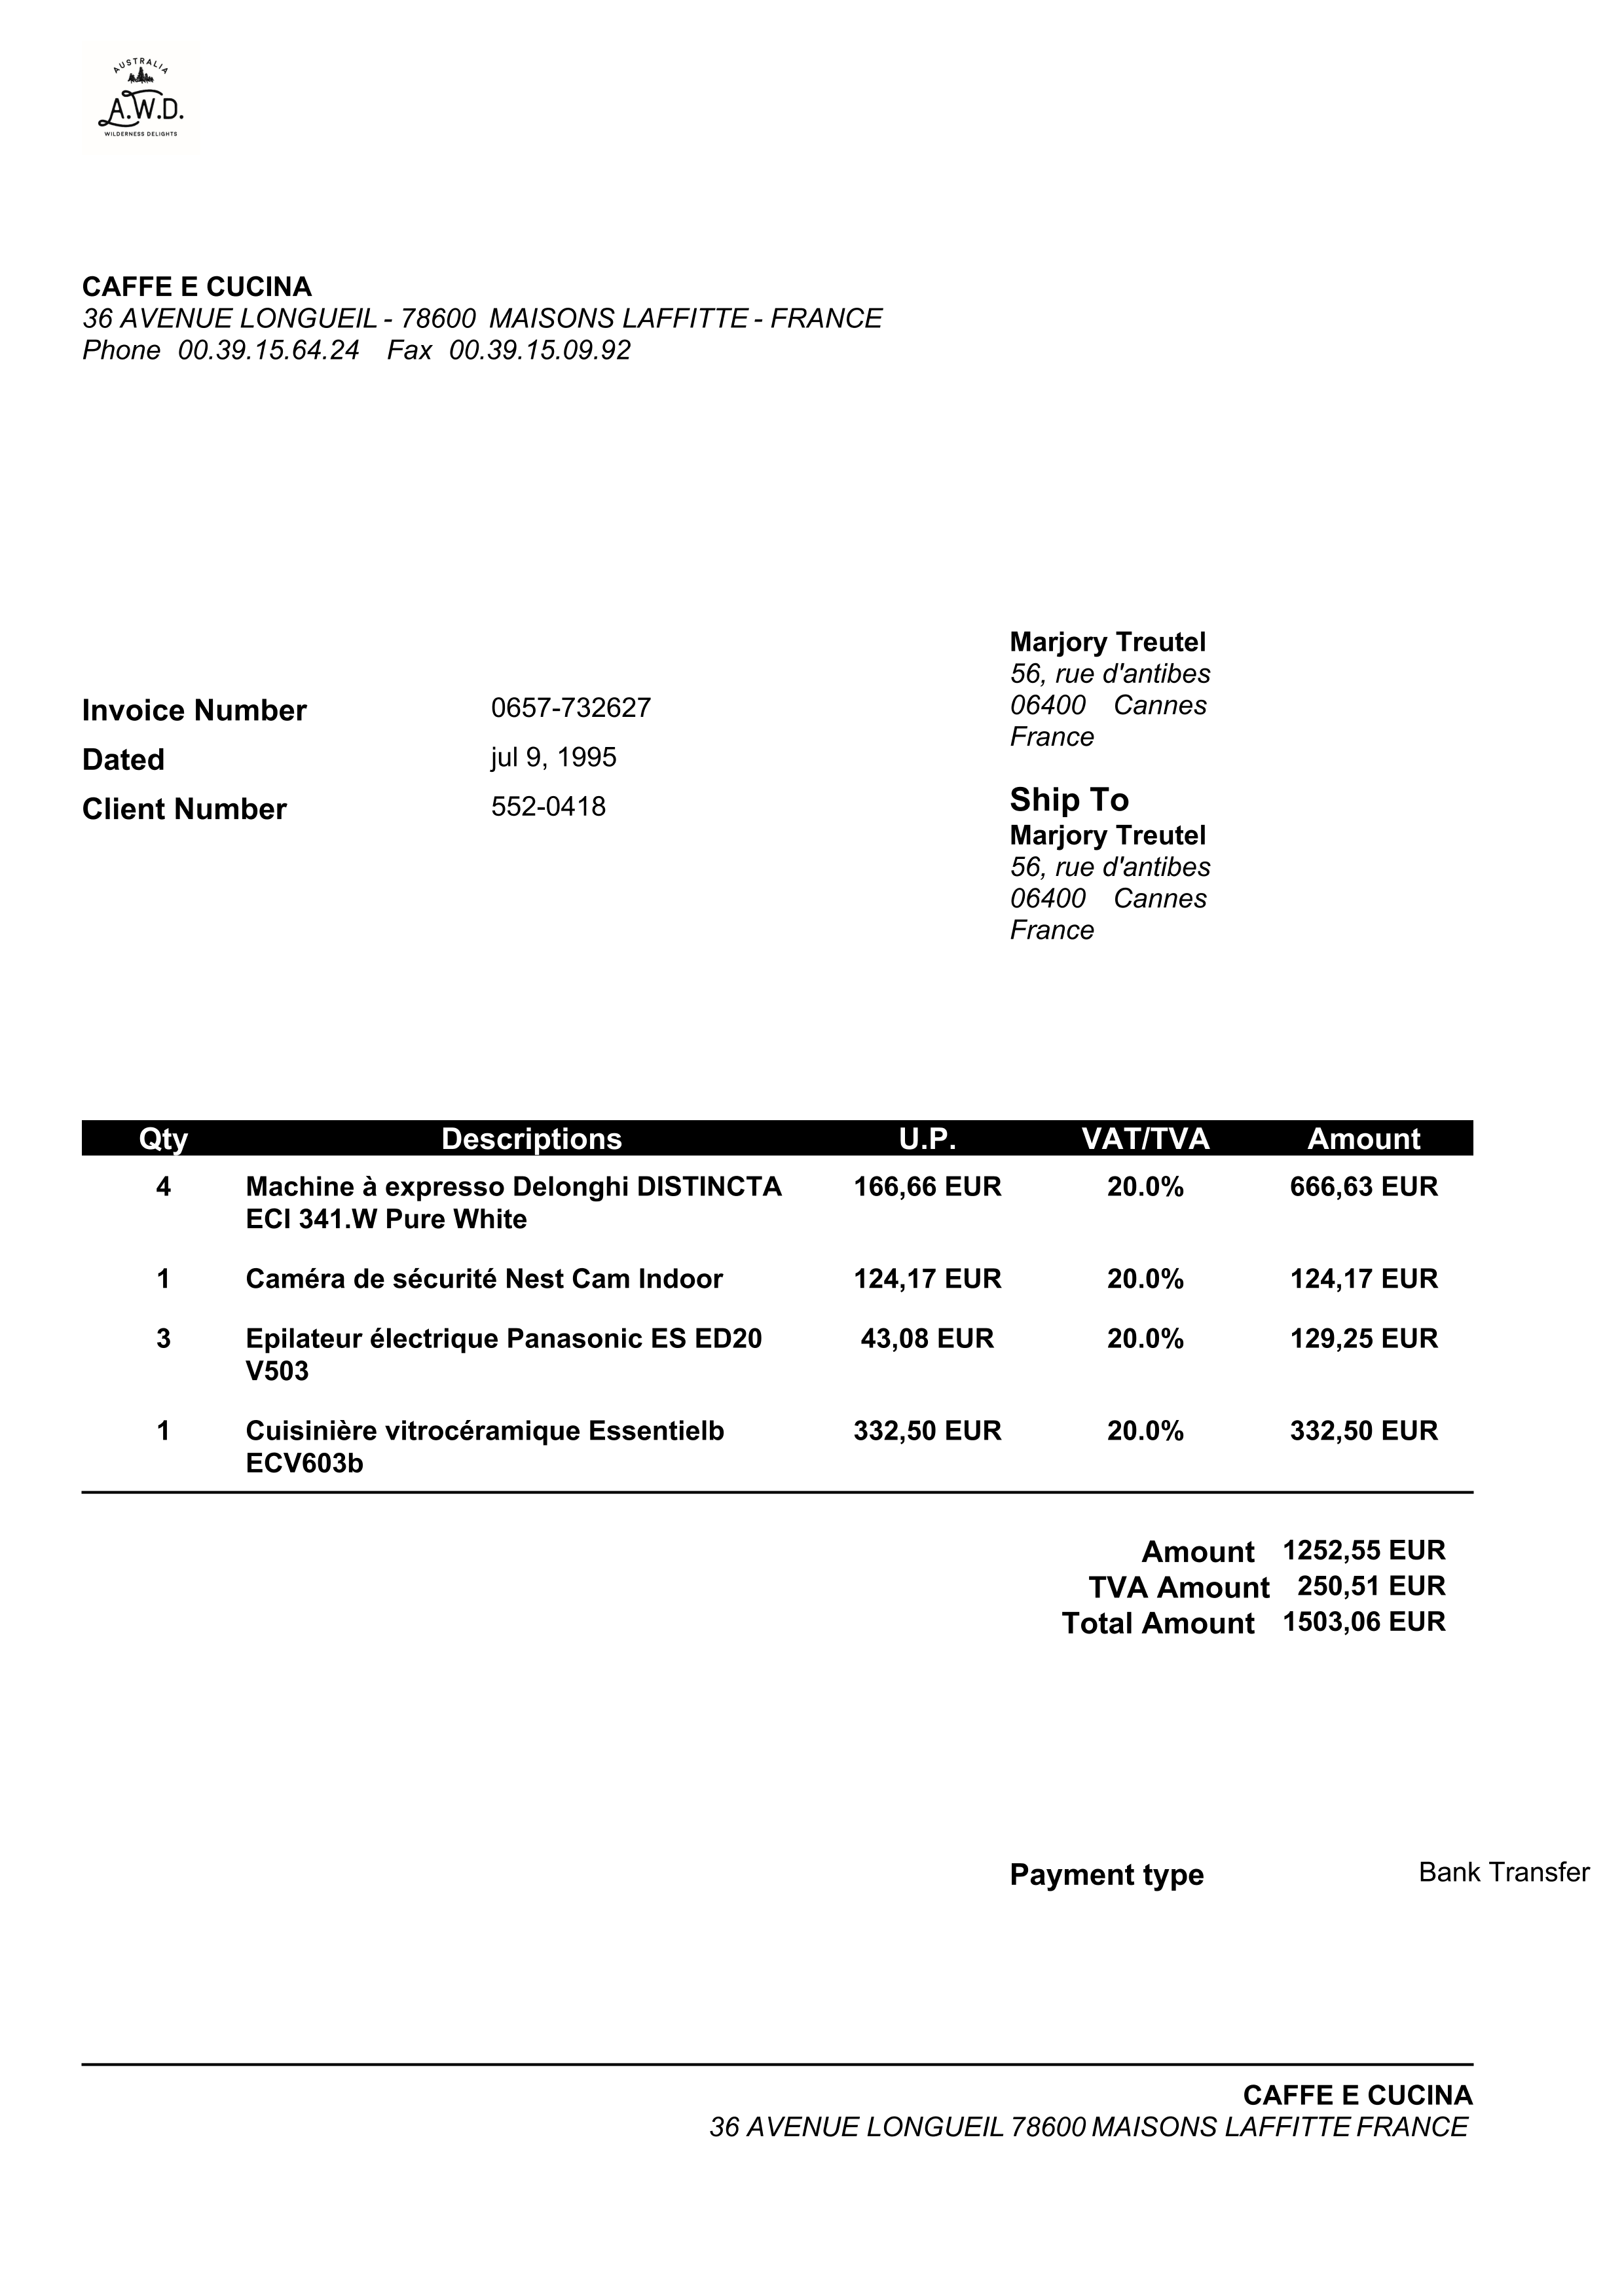 AUSTRALIA
A.W.D.
WILDERNESS DELIGHTS
CAFFE E CUCINA
36 AVENUE LONGUEIL - 78600 MAISONS LAFFITTE - FRANCE
Phone 00.39.15.64.24 Fax 00.39.15.09.92
Marjory Treutel
56, rue d'antibes
06400 Cannes
France
Invoice Number 0657-732627
Dated jul 9, 1995
Client Number 552-0418
Ship To
Marjory Treutel
56, rue d'antibes
06400 Cannes
France
Qty Descriptions U.P. VAT/TVA Amount
4 Machine à expresso Delonghi DISTINCTA 166,66 EUR 20.0% 666,63 EUR
ECI 341.W Pure White
1 Caméra de sécurité Nest Cam Indoor 124,17 EUR 20.0% 124,17 EUR
3 Epilateur électrique Panasonic ES ED20 43,08 EUR 20.0% 129,25 EUR
V503
1 Cuisinière vitrocéramique Essentielb 332,50 EUR 20.0% 332,50 EUR
ECV603b
Amount 1252,55 EUR
TVA Amount 250,51 EUR
Total Amount 1503,06 EUR
Payment type Bank Transfer
CAFFE E CUCINA
36 AVENUE LONGUEIL 78600 MAISONS LAFFITTE FRANCE